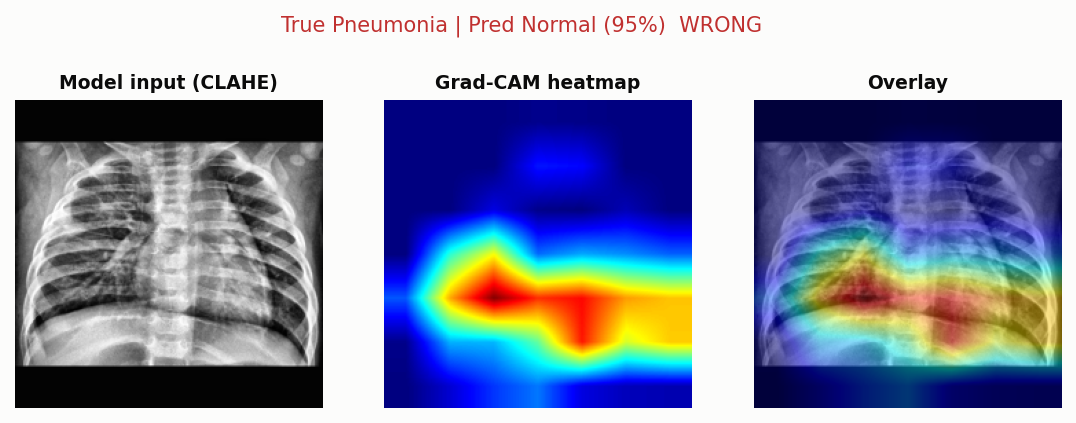 True Pneumonia | Pred Normal (95%)  WRONG
Model input (CLAHE)
Grad-CAM heatmap
Overlay